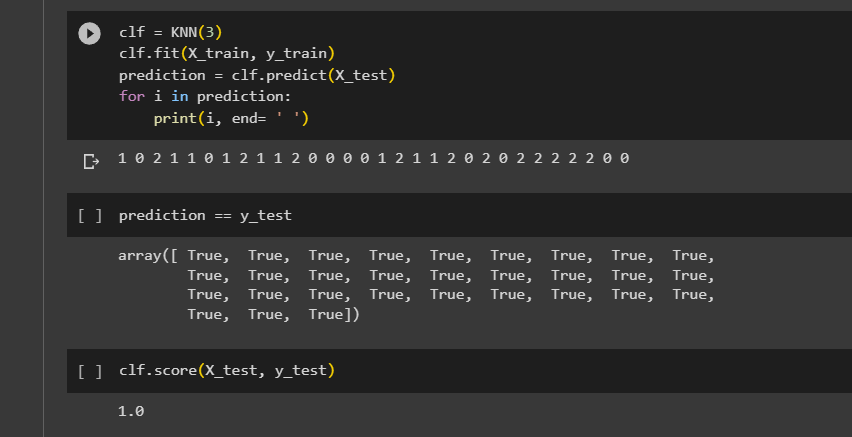 clf = KNN(3)
clf.fit(X_train, y_train)
prediction = clf.predict(X_test)
for i in prediction:
    print(i, end= ' ')
1 0 2 1 1 0 1 2 1 1 2 0 0 0 0 1 2 1 1 2 0 2 0 2 2 2 2 2 0 0
[ ] prediction == y_test
array([ True,  True,  True,  True,  True,  True,  True,  True,  True,
        True,  True,  True,  True,  True,  True,  True,  True,  True,
        True,  True,  True,  True,  True,  True,  True,  True,  True,
        True,  True,  True])
[ ] clf.score(X_test, y_test)
1.0